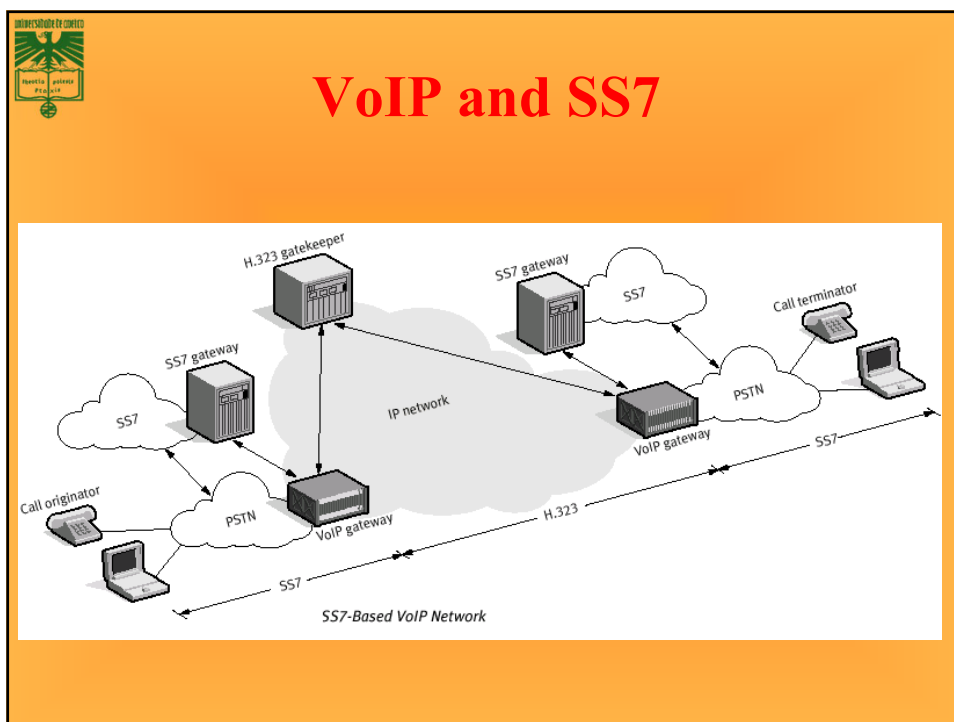 VoIP and SS7
H.323 gatekeeper
SS7 gateway
SS7
Call terminator
SS7 gateway
IP network
PSTN
SS7
VoIP gateway
SS7
Call originator
PSTN
VoIP gateway
H.323
SS7
SS7-Based VoIP Network